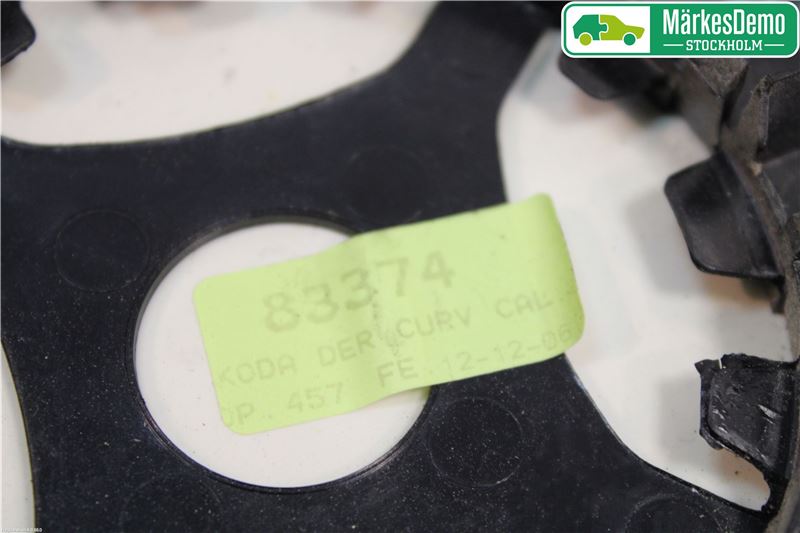 MärkesDemo
STOCKHOLM
83374
KODA DER CURV CAL
OP. 457 FE 12-12-06